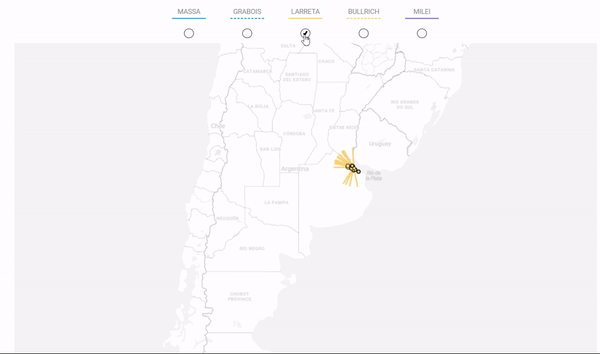 MASSA GRABOIS LARRETA BULLRICH MILEI
SALTA
CHACO
SANTA CATARINA
CATAMARCA
SANTIAGO
DEL ESTERO
RIO GRANDE
DO SUL
LA RIOJA
SANTA FE
Chile
CÓRDOBA
ENTRE RÍOS
SAN LUIS
Uruguay
Argentina
Río de
la Plata
LA PAMPA
NEUQUÉN
RÍO NEGRO
CHUBUT
PROVINCE